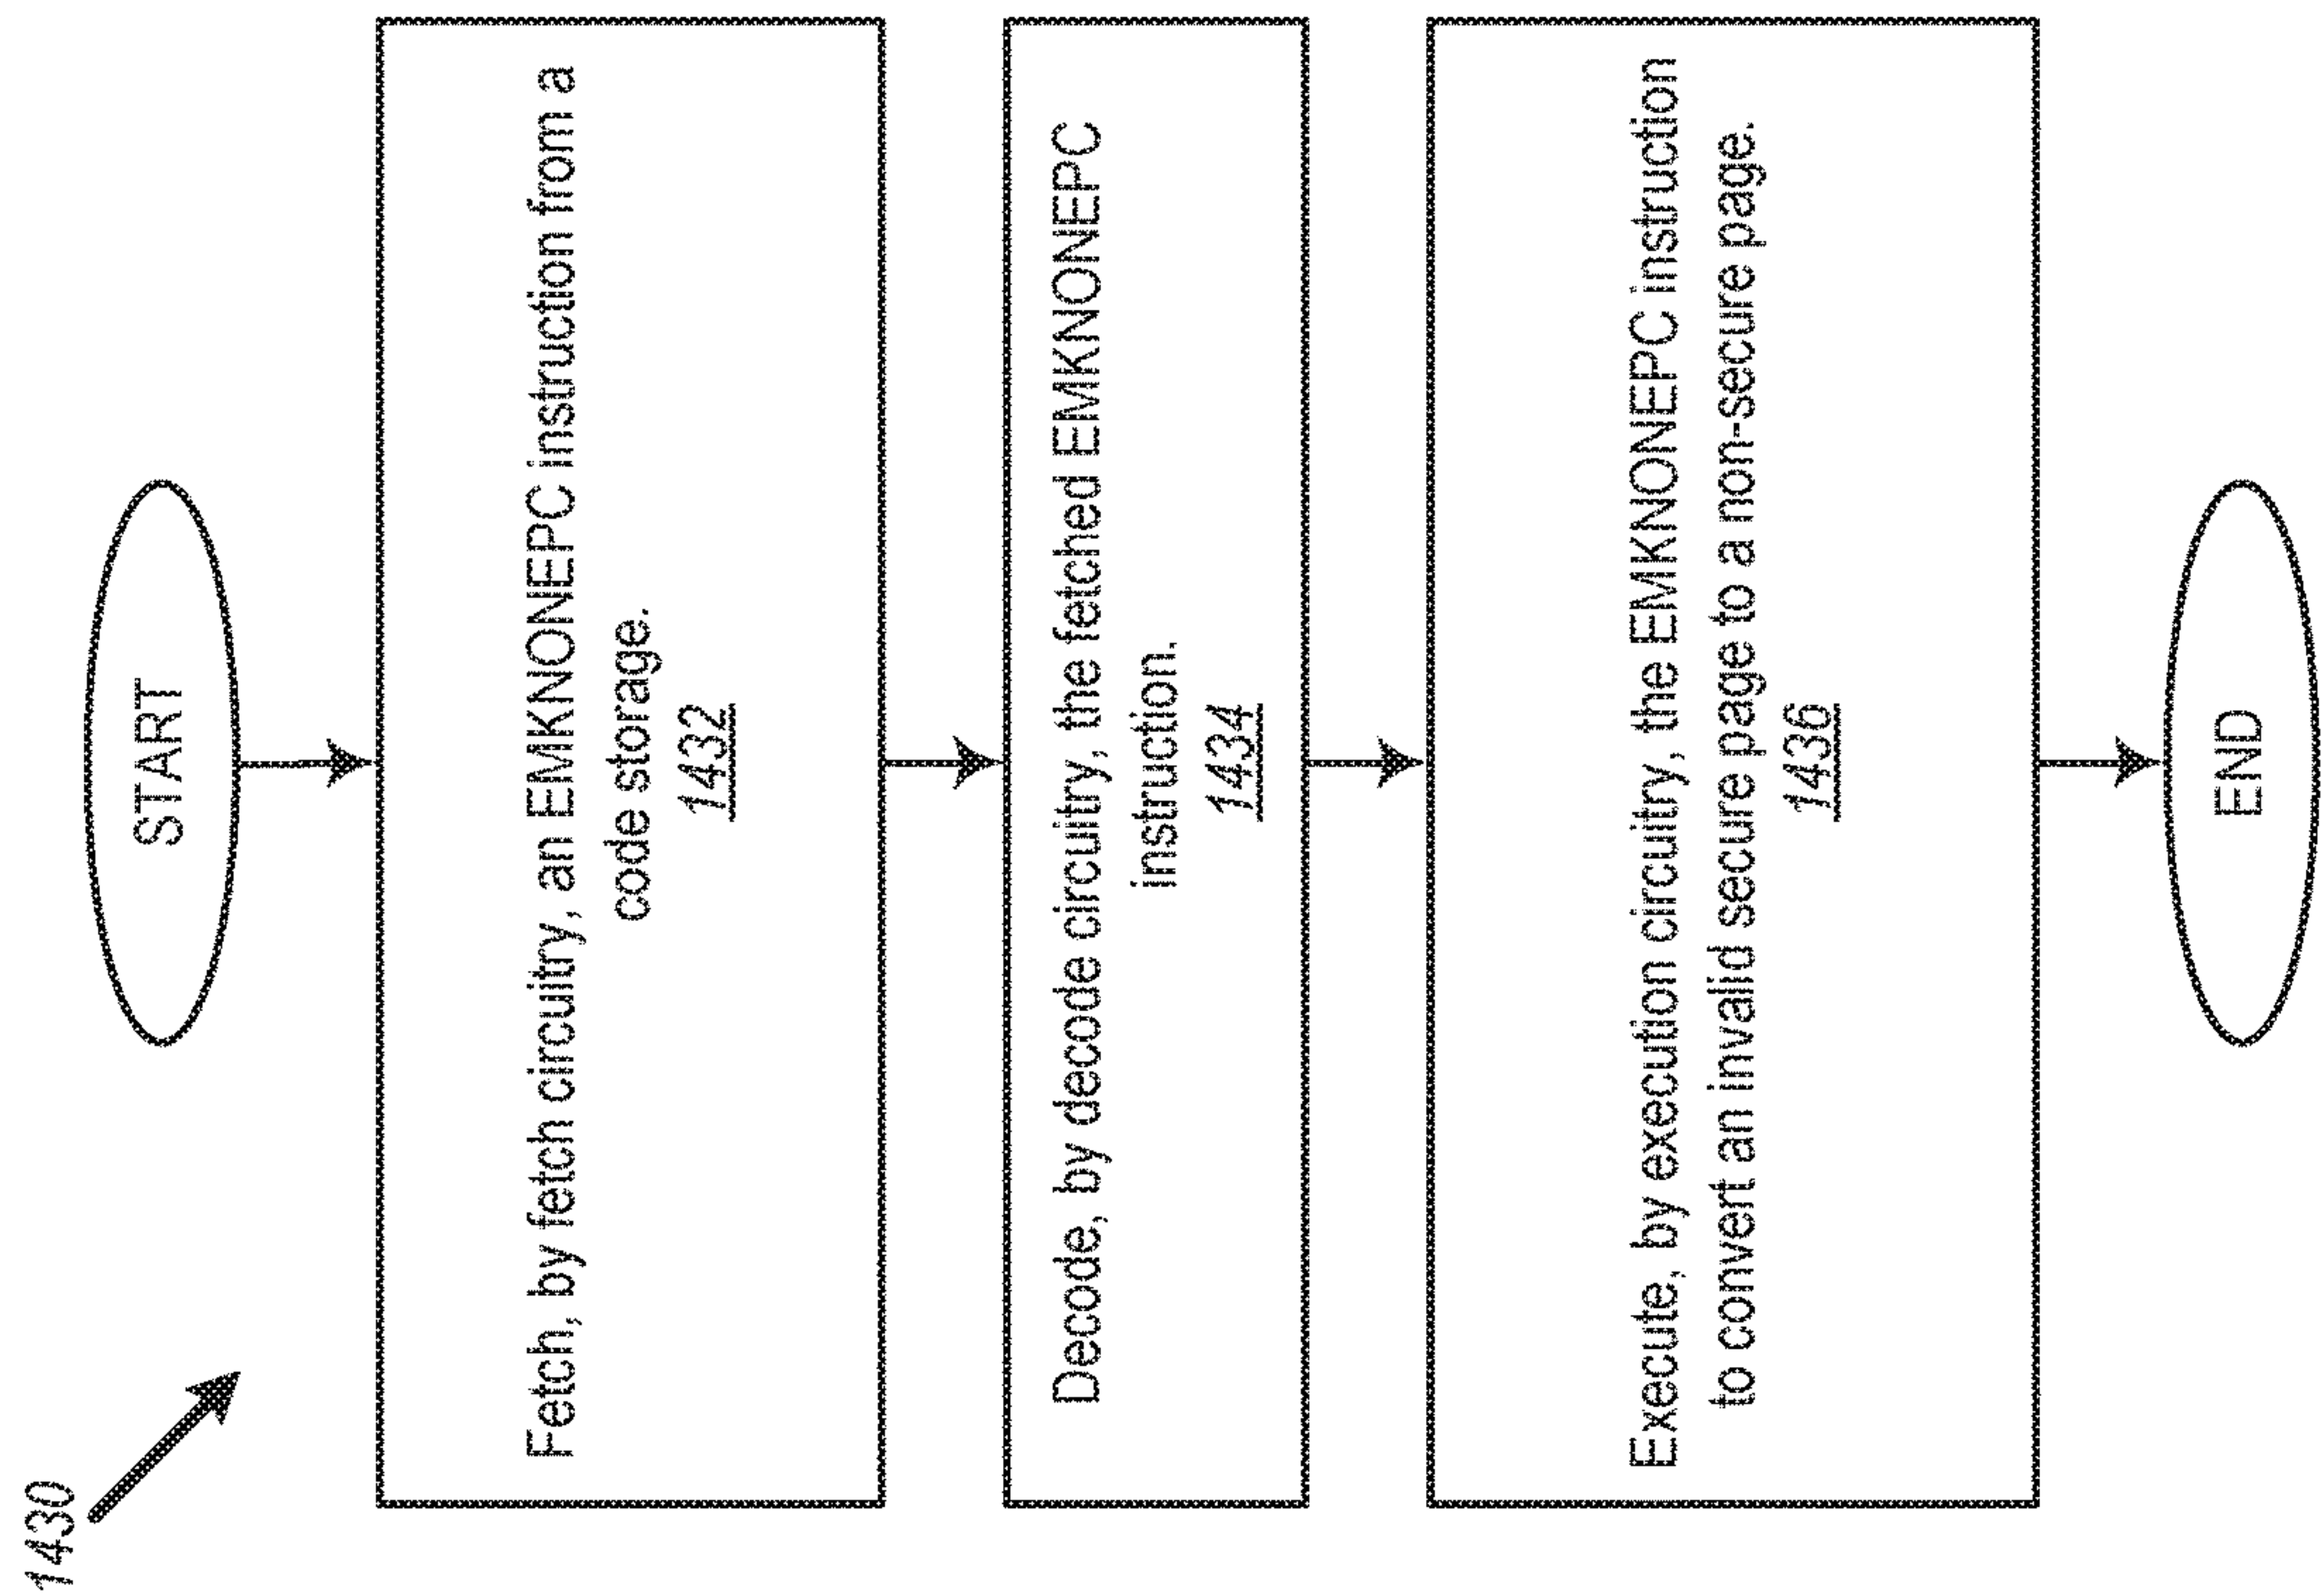 1430
START
Fetch, by fetch circuitry, an EMKNONEPC instruction from a
code storage.
1432
Decode, by decode circuitry, the fetched EMKNONEPC
instruction.
1434
Execute, by execution circuitry, the EMKNONEPC instruction
to convert an invalid secure page to a non-secure page.
1436
END